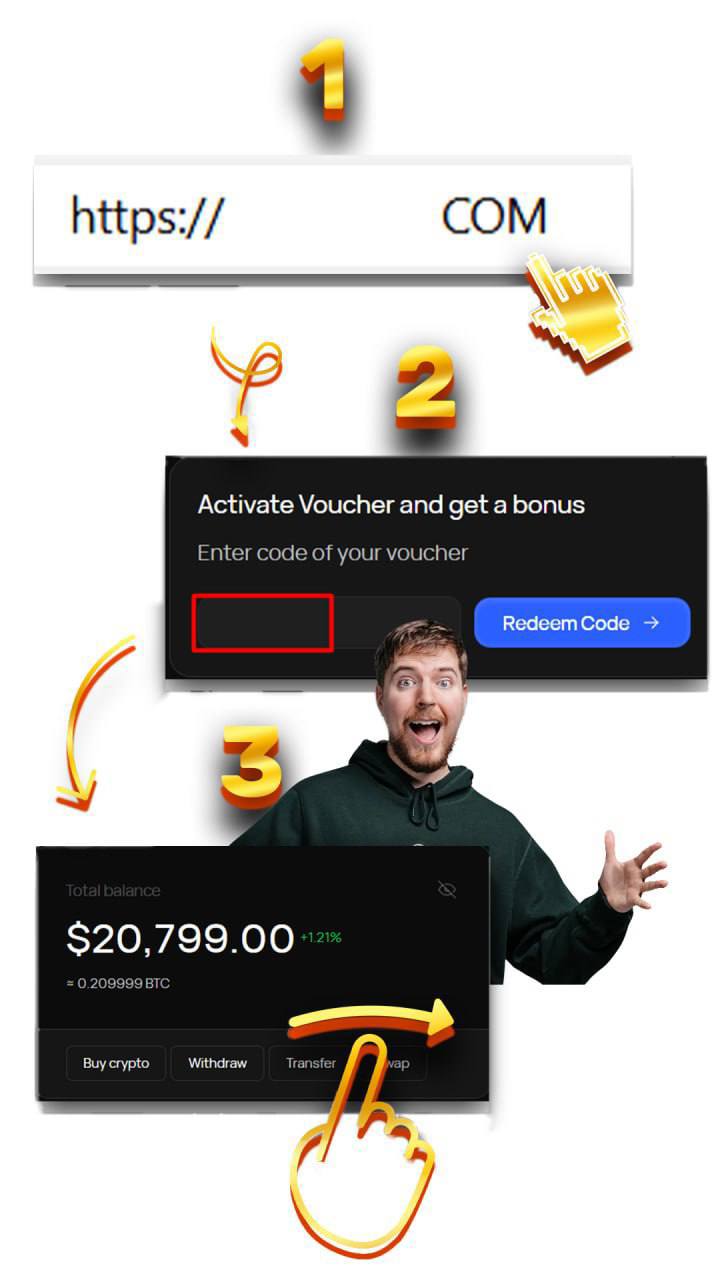 1
https:// COM
2
Activate Voucher and get a bonus
Enter code of your voucher
Redeem Code →
3
Total balance
$20,799.00 +1.21%
≈ 0.209999 BTC
Buy crypto Withdraw Transfer wap